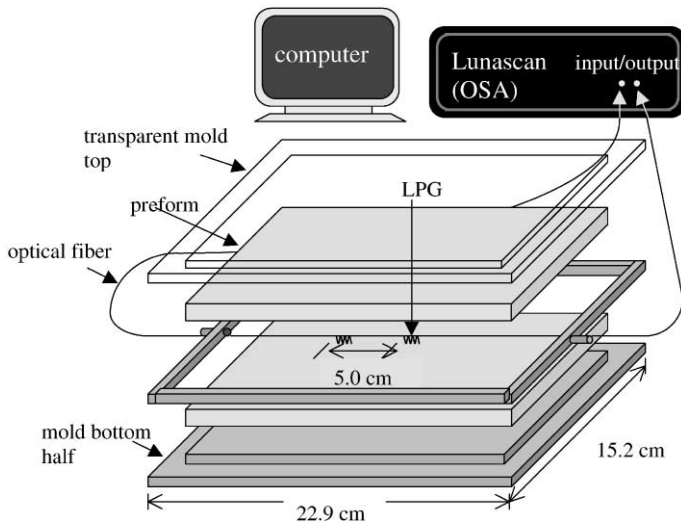 computer
Lunascan input/output
(OSA)
transparent mold
top
LPG
preform
optical fiber
5.0 cm
mold bottom
half
15.2 cm
22.9 cm